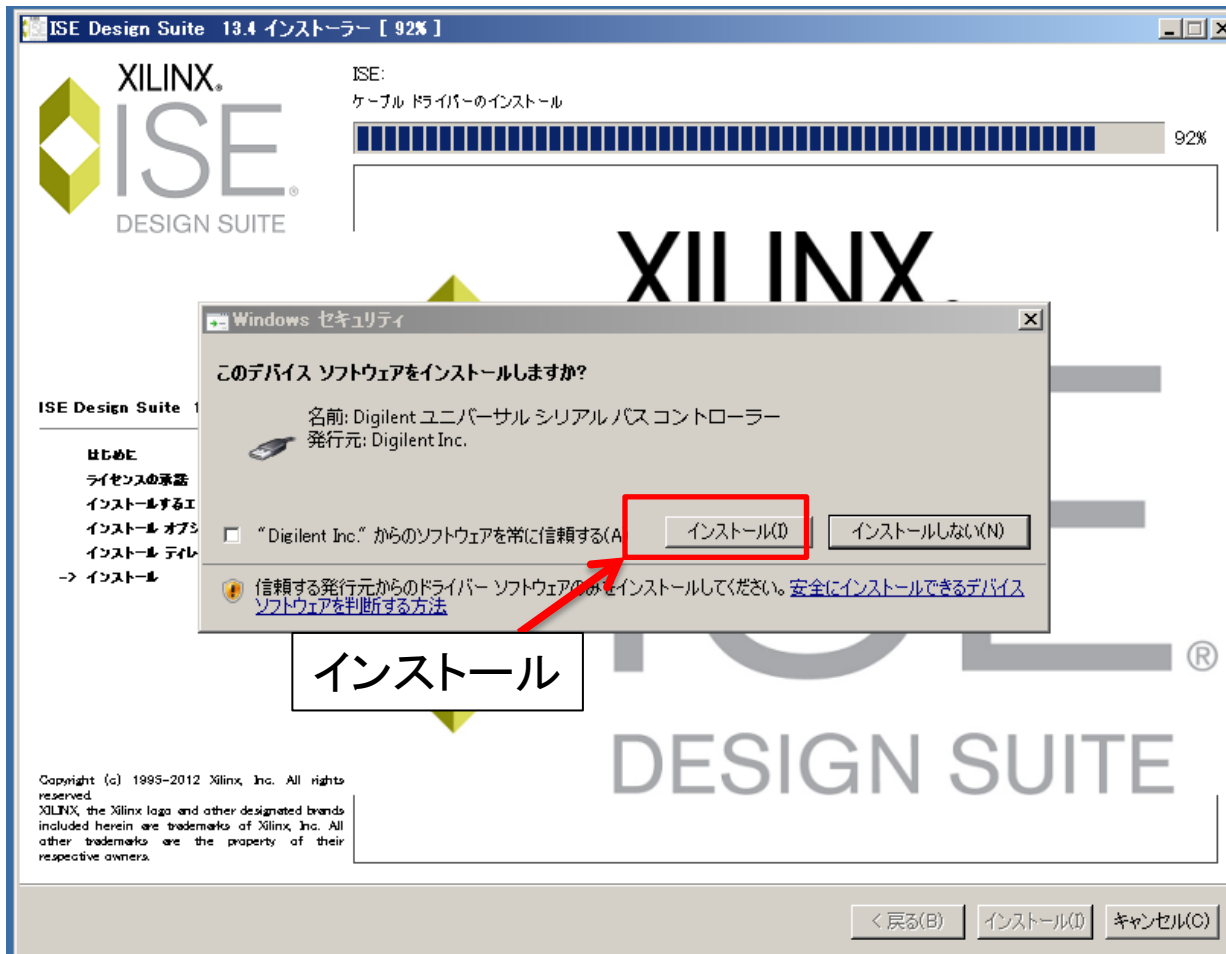 ISE Design Suite 13.4 インストーラー [ 92% ]
XILINX®
ISE®
DESIGN SUITE
ISE:
ケーブル ドライバーのインストール
92%
XILINX
Windows セキュリティ
このデバイス ソフトウェアをインストールしますか?
名前: Digilent ユニバーサル シリアル バス コントローラー
発行元: Digilent Inc.
"Digilent Inc." からのソフトウェアを常に信頼する(A
インストール(I)
インストールしない(N)
信頼する発行元からのドライバー ソフトウェアのみをインストールしてください。安全にインストールできるデバイス
ソフトウェアを判断する方法
ISE Design Suite 1
はじめに
ライセンスの承諾
インストールするエ
インストール オプシ
インストール ディレ
-> インストール
インストール
ISE®
DESIGN SUITE
Copyright (c) 1995-2012 Xilinx, Inc. All rights
reserved.
XILINX, the Xilinx logo and other designated brands
included herein are trademarks of Xilinx, Inc. All
other trademarks are the property of their
respective owners.
< 戻る(B)
インストール(I)
キャンセル(C)